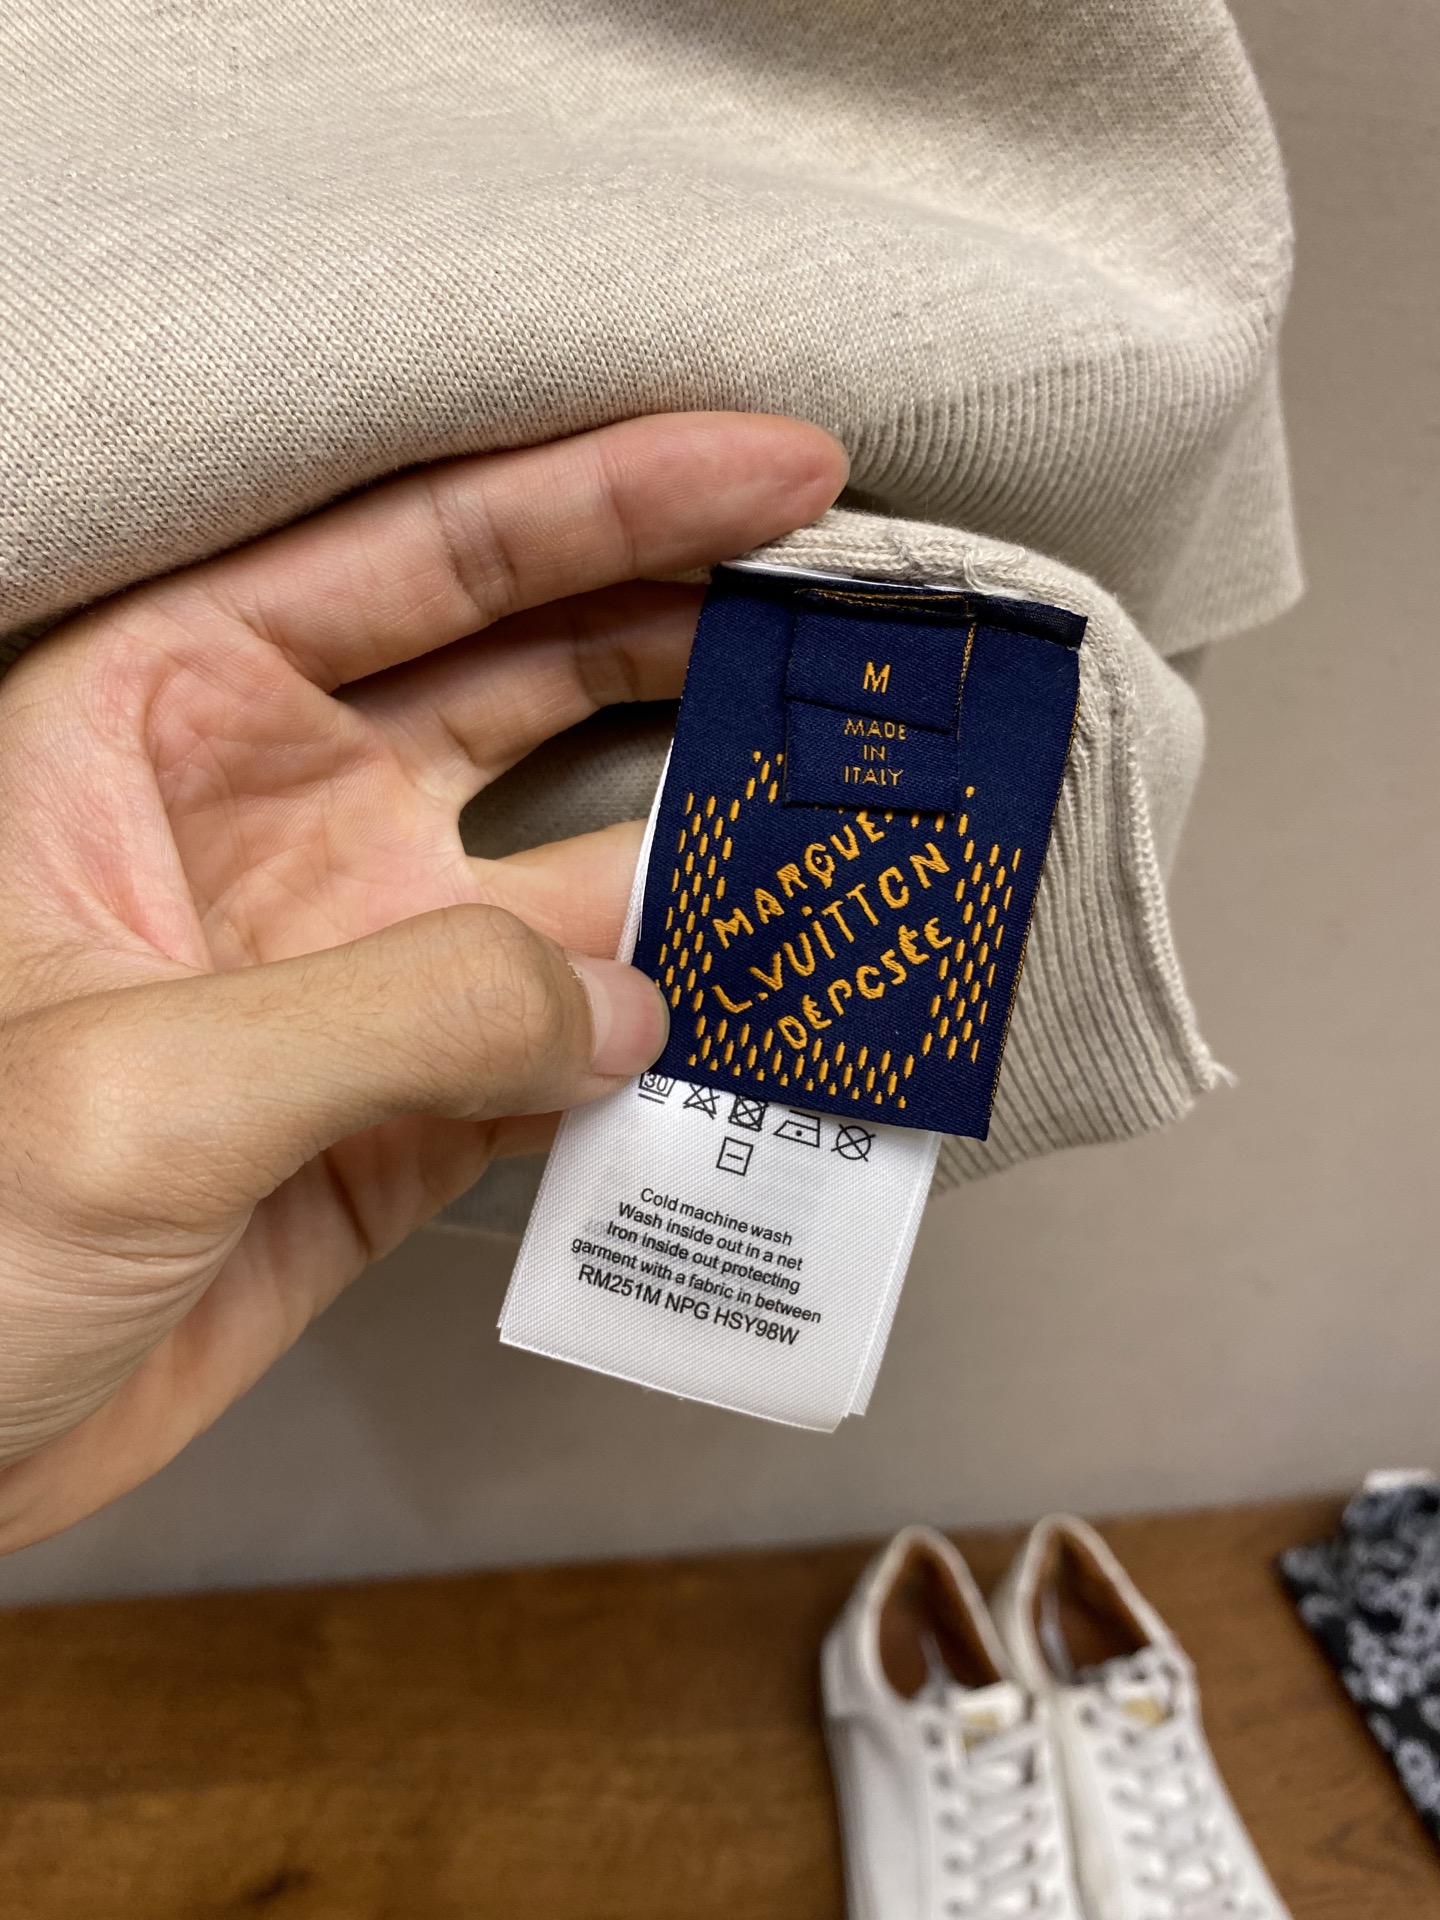 M
MADE
IN
ITALY
MARQUE
L.VUITTON
DÉPOSÉE
30
Cold machine wash
Wash inside out in a net
Iron inside out protecting
garment with a fabric in between
RM251M NPG HSY98W